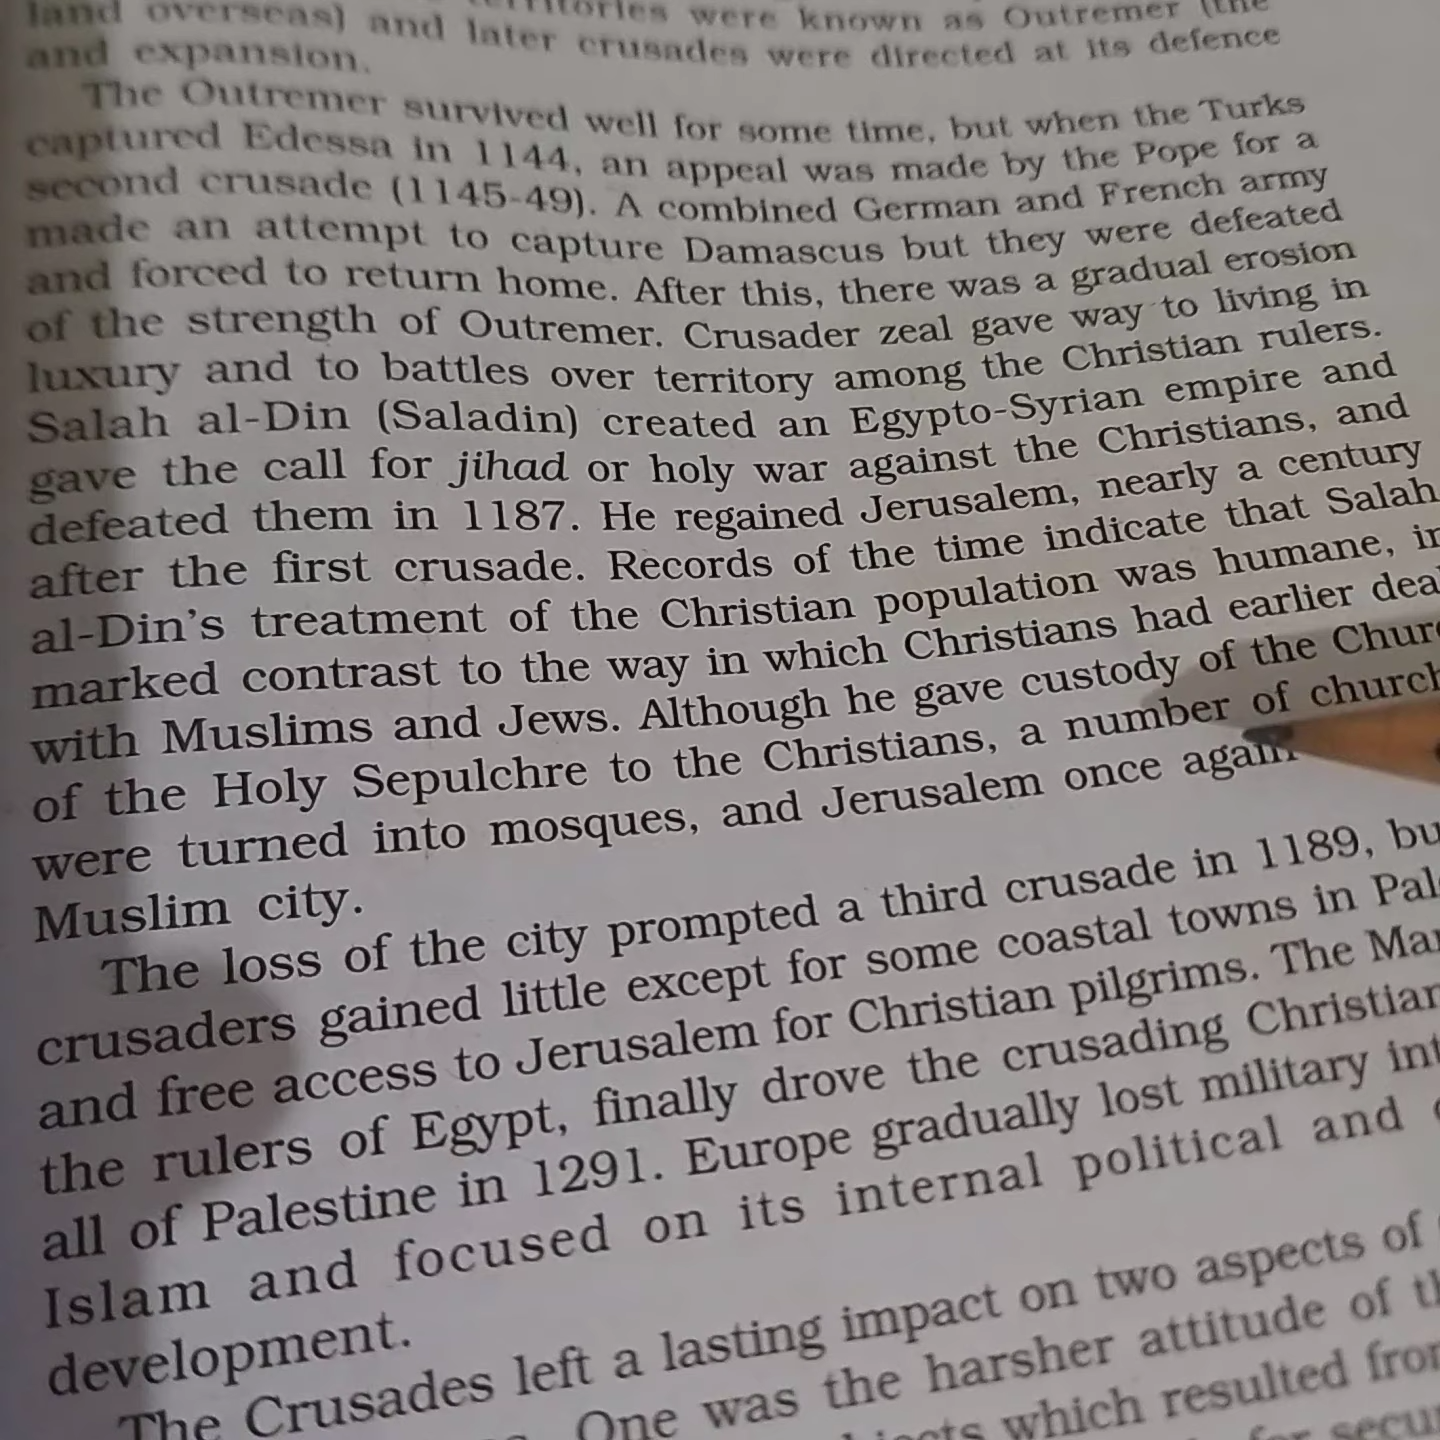 land overseas) and later crusades were directed at its defence
were known as Outremer (the
and expansion.
The Outremer survived well for some time, but when the Turks
captured Edessa in 1144, an appeal was made by the Pope for a
second crusade (1145-49). A combined German and French army
made an attempt to capture Damascus but they were defeated
and forced to return home. After this, there was a gradual erosion
of the strength of Outremer. Crusader zeal gave way to living in
luxury and to battles over territory among the Christian rulers.
Salah al-Din (Saladin) created an Egypto-Syrian empire and
gave the call for jihad or holy war against the Christians, and
defeated them in 1187. He regained Jerusalem, nearly a century
after the first crusade. Records of the time indicate that Salah
al-Din's treatment of the Christian population was humane, in
marked contrast to the way in which Christians had earlier deal
with Muslims and Jews. Although he gave custody of the Churc
of the Holy Sepulchre to the Christians, a number of church
were turned into mosques, and Jerusalem once again
Muslim city.
The loss of the city prompted a third crusade in 1189, bu
crusaders gained little except for some coastal towns in Pale
and free access to Jerusalem for Christian pilgrims. The Mam
the rulers of Egypt, finally drove the crusading Christian
all of Palestine in 1291. Europe gradually lost military int
Islam and focused on its internal political and
development.
The Crusades left a lasting impact on two aspects of
One was the harsher attitude of th
which resulted from
for secur